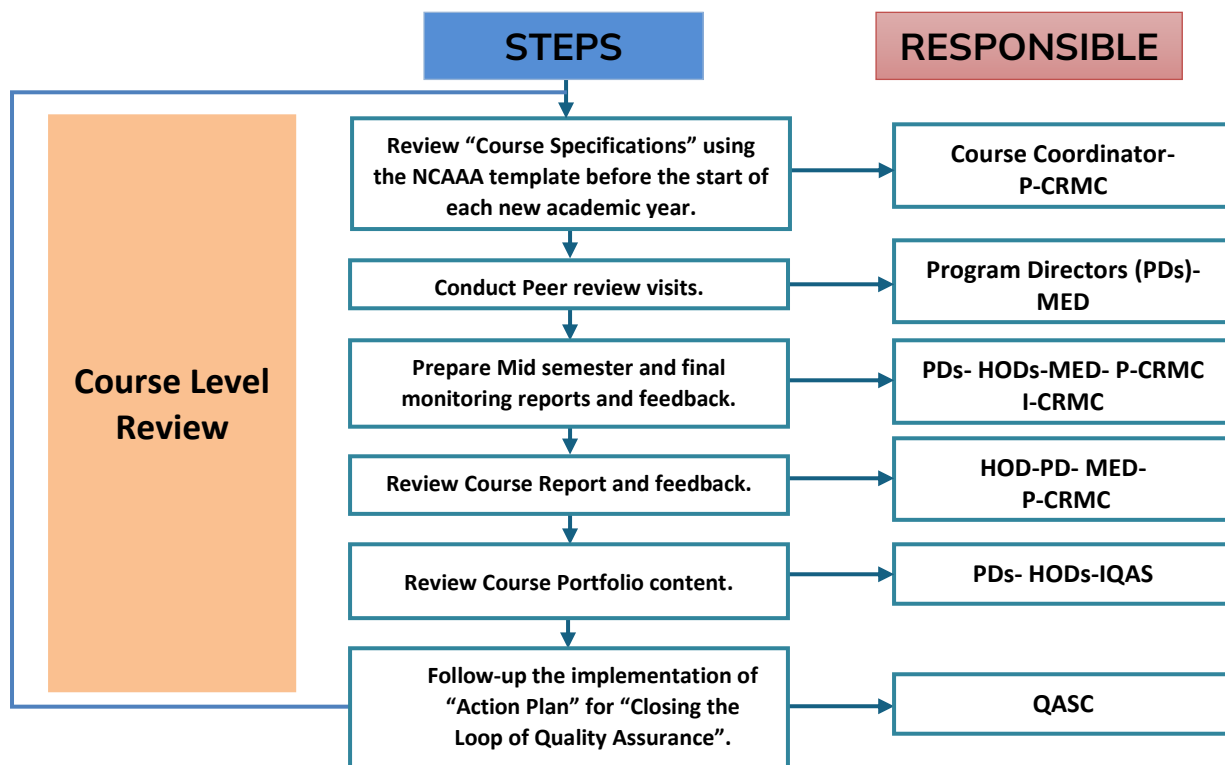 STEPS
RESPONSIBLE
Course Level
Review
Review “Course Specifications” using
the NCAAA template before the start of
each new academic year.
Course Coordinator-
P-CRMC
Conduct Peer review visits.
Program Directors (PDs)-
MED
Prepare Mid semester and final
monitoring reports and feedback.
PDs- HODs-MED- P-CRMC
I-CRMC
Review Course Report and feedback.
HOD-PD- MED-
P-CRMC
Review Course Portfolio content.
PDs- HODs-IQAS
Follow-up the implementation of
“Action Plan” for “Closing the
Loop of Quality Assurance”.
QASC